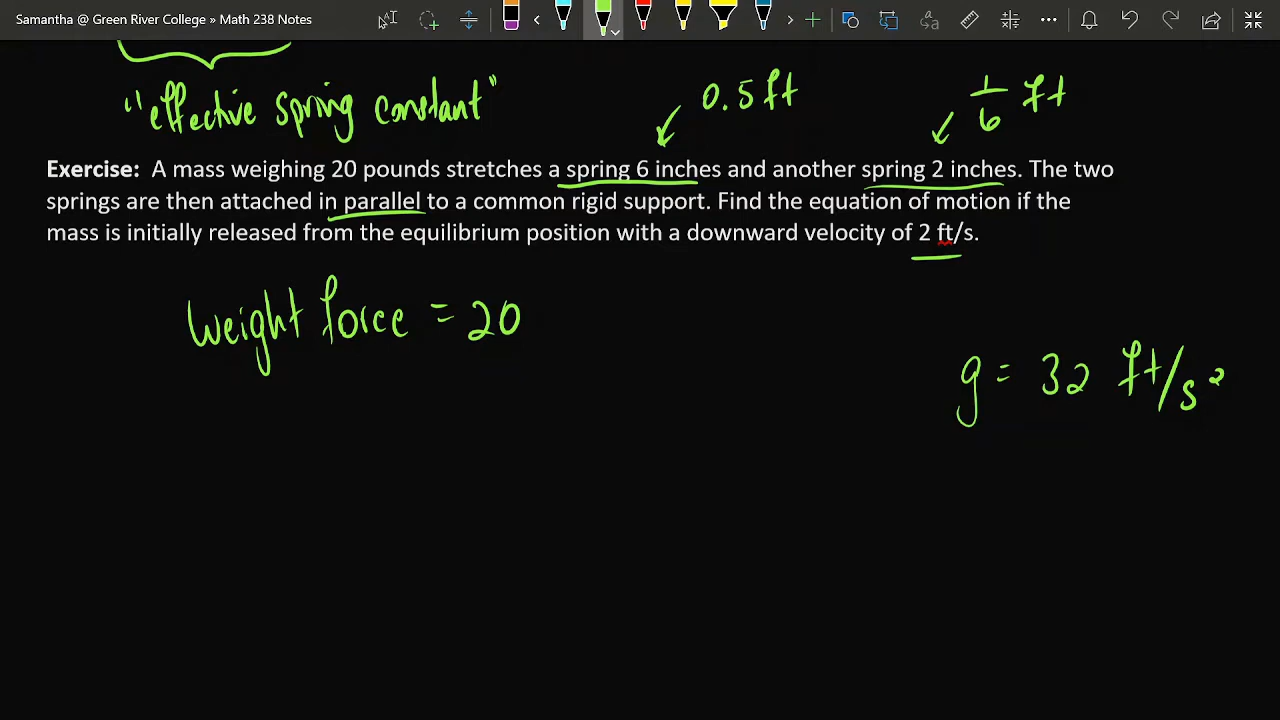 Samantha @ Green River College » Math 238 Notes
"effective spring constant"
0.5 ft
1/6 ft
Exercise: A mass weighing 20 pounds stretches a spring 6 inches and another spring 2 inches. The two
springs are then attached in parallel to a common rigid support. Find the equation of motion if the
mass is initially released from the equilibrium position with a downward velocity of 2 ft/s.
weight force = 20
g = 32 ft/s²